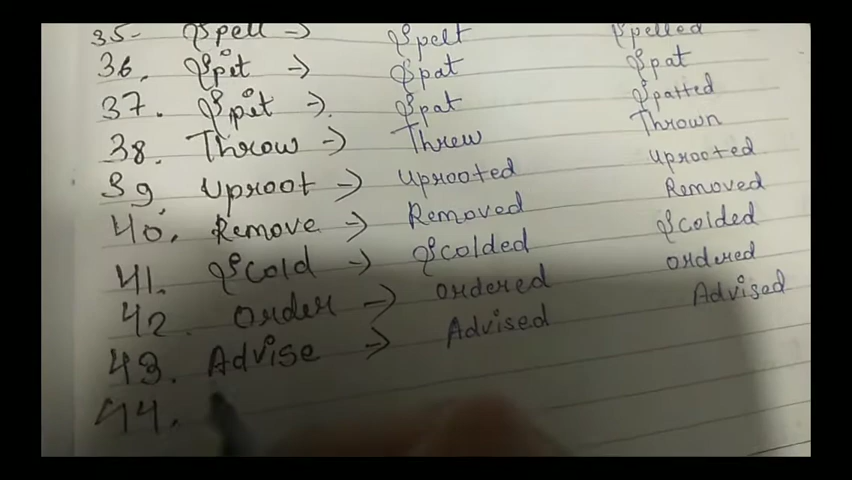 35- Spell -> Spelt Spelled
36. Spit -> Spat Spat
37. Spit -> Spat Spatted
38. Throw -> Threw Thrown
39 Uproot -> Uprooted Uprooted
40. Remove -> Removed Removed
41. Scold -> Scolded Scolded
42. Order -> Ordered Ordered
43. Advise -> Advised Advised
44.